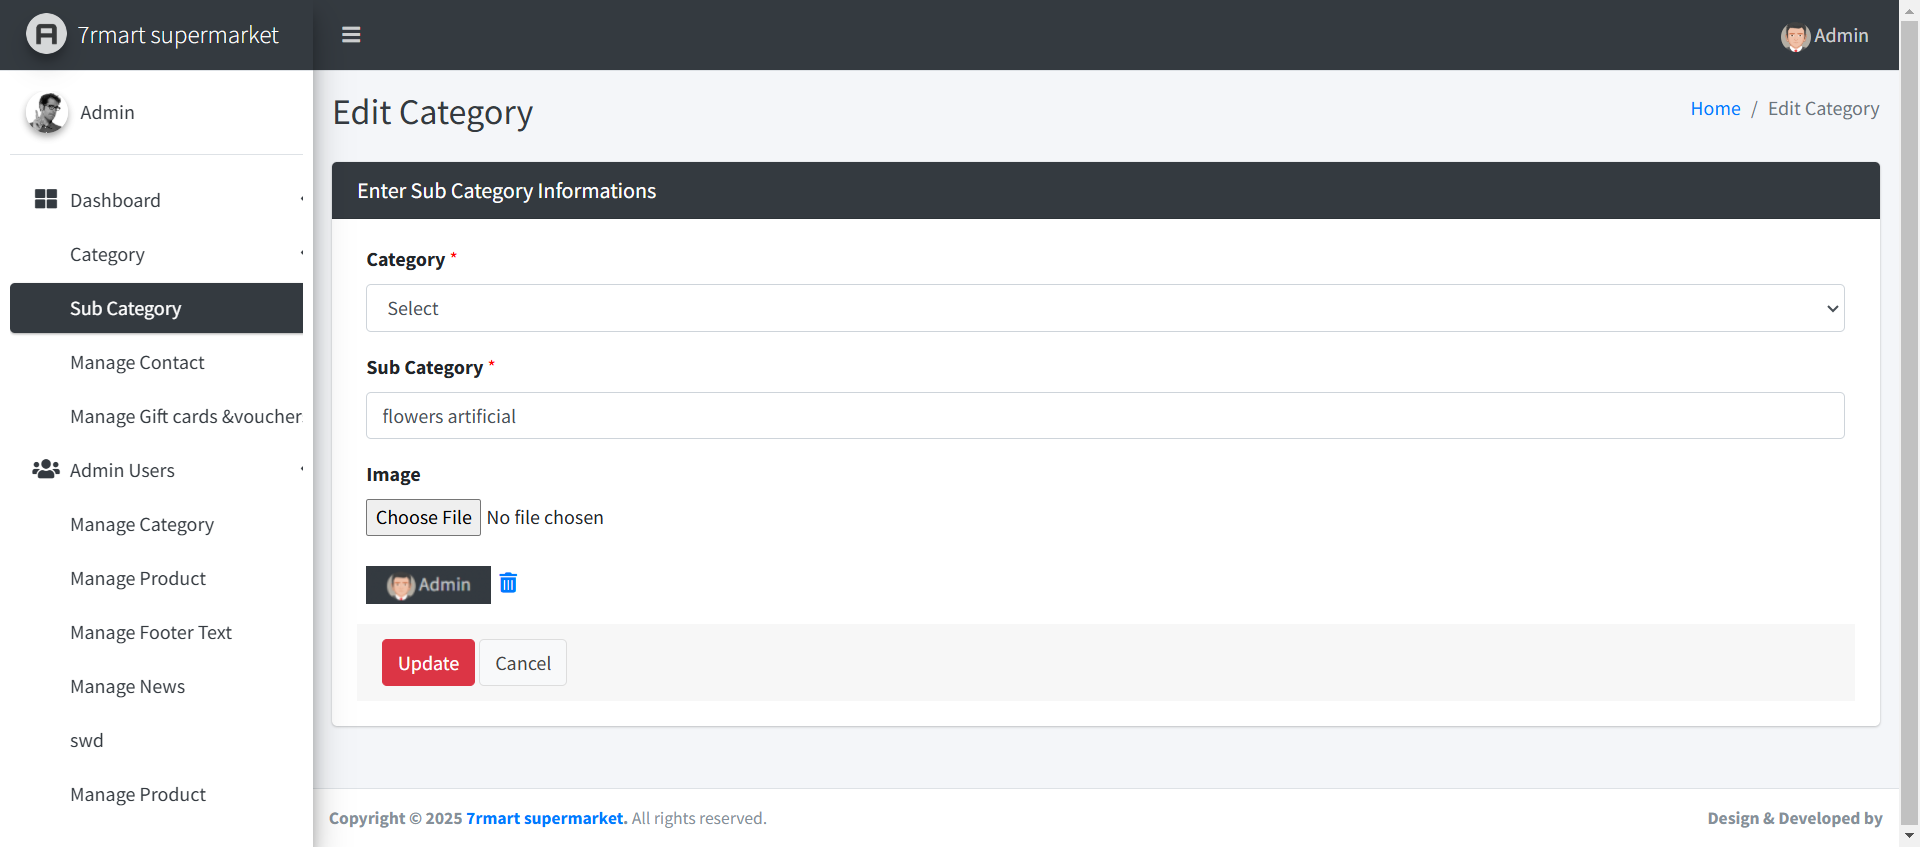 7rmart supermarket
Admin
Admin
Dashboard
Category
Sub Category
Manage Contact
Manage Gift cards &voucher
Admin Users
Manage Category
Manage Product
Manage Footer Text
Manage News
swd
Manage Product
Edit Category
Home / Edit Category
Enter Sub Category Informations
Category *
Select
Sub Category *
flowers artificial
Image
Choose File No file chosen
Admin
Update Cancel
Copyright © 2025 7rmart supermarket. All rights reserved.
Design & Developed by